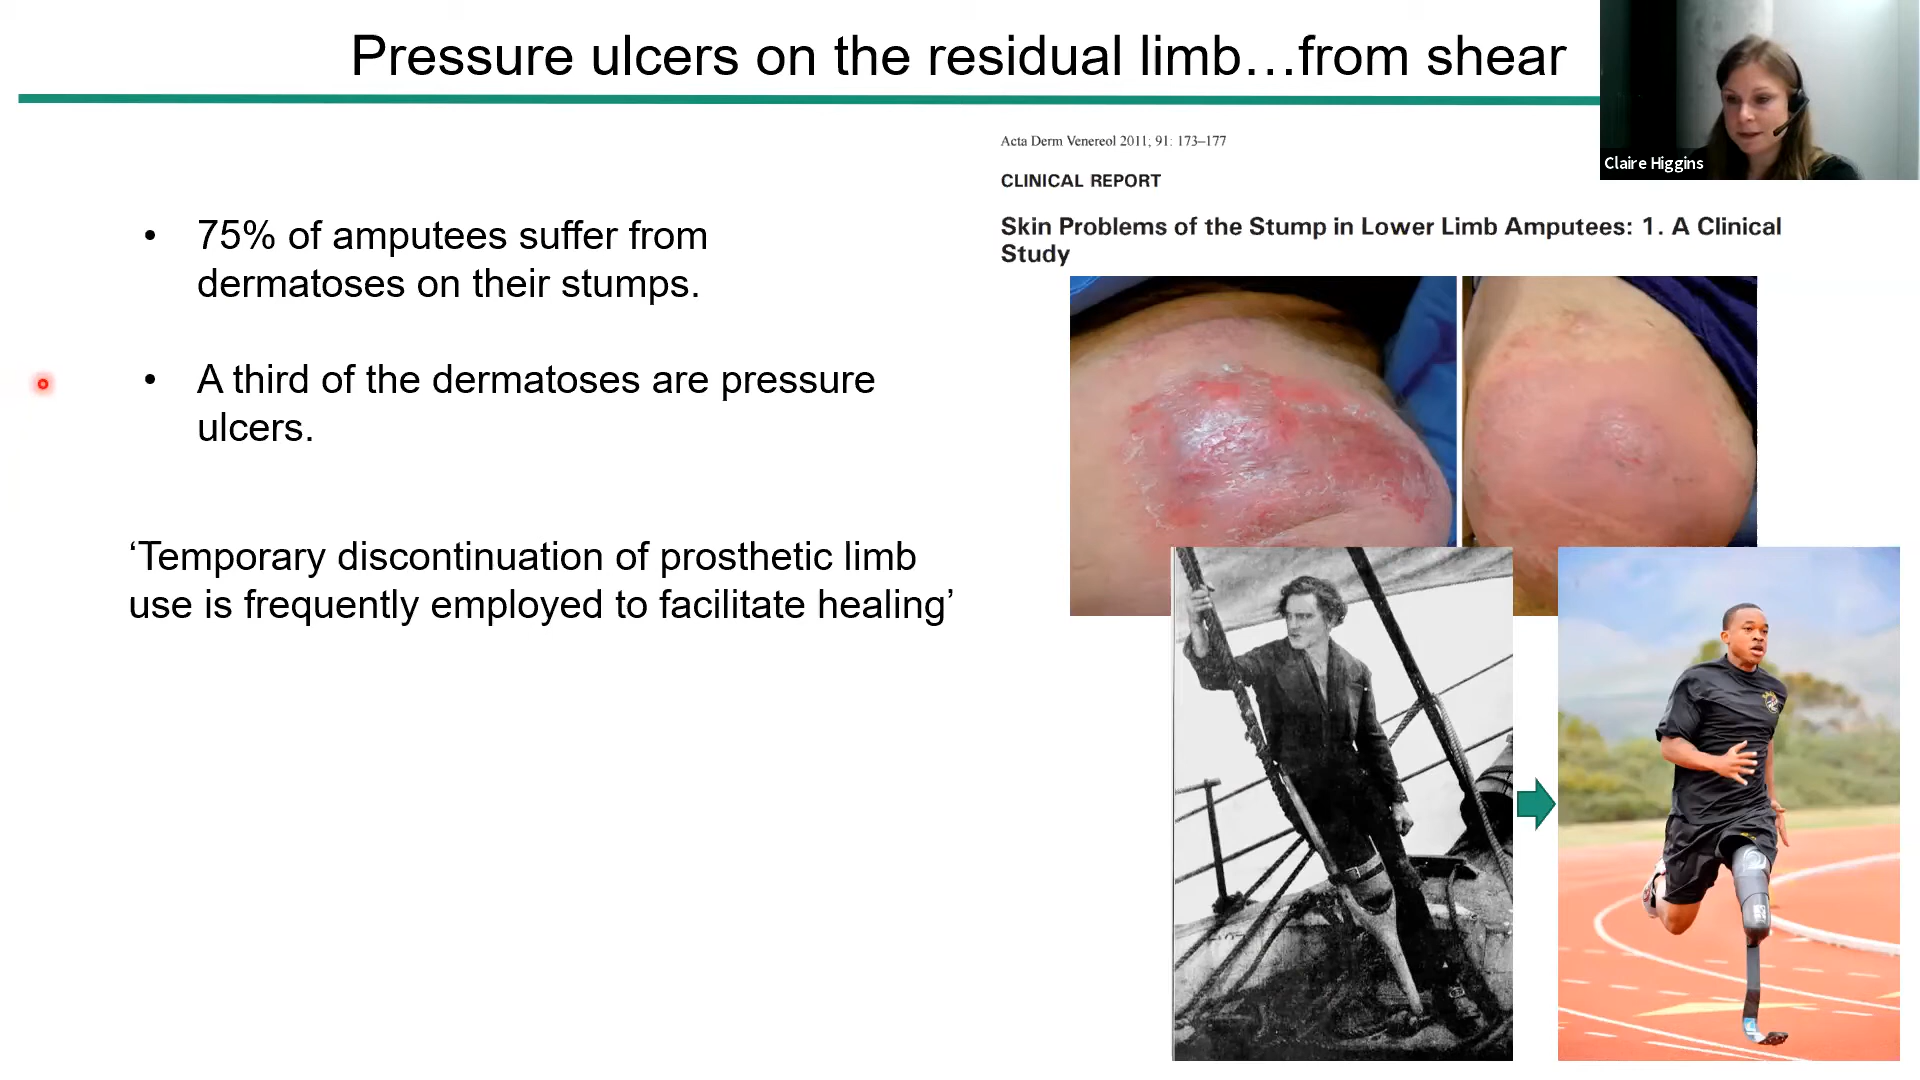 Pressure ulcers on the residual limb…from shear
Claire Higgins
Acta Derm Venereol 2011; 91: 173–177
CLINICAL REPORT
Skin Problems of the Stump in Lower Limb Amputees: 1. A Clinical
Study
• 75% of amputees suffer from
dermatoses on their stumps.
• A third of the dermatoses are pressure
ulcers.
‘Temporary discontinuation of prosthetic limb
use is frequently employed to facilitate healing’